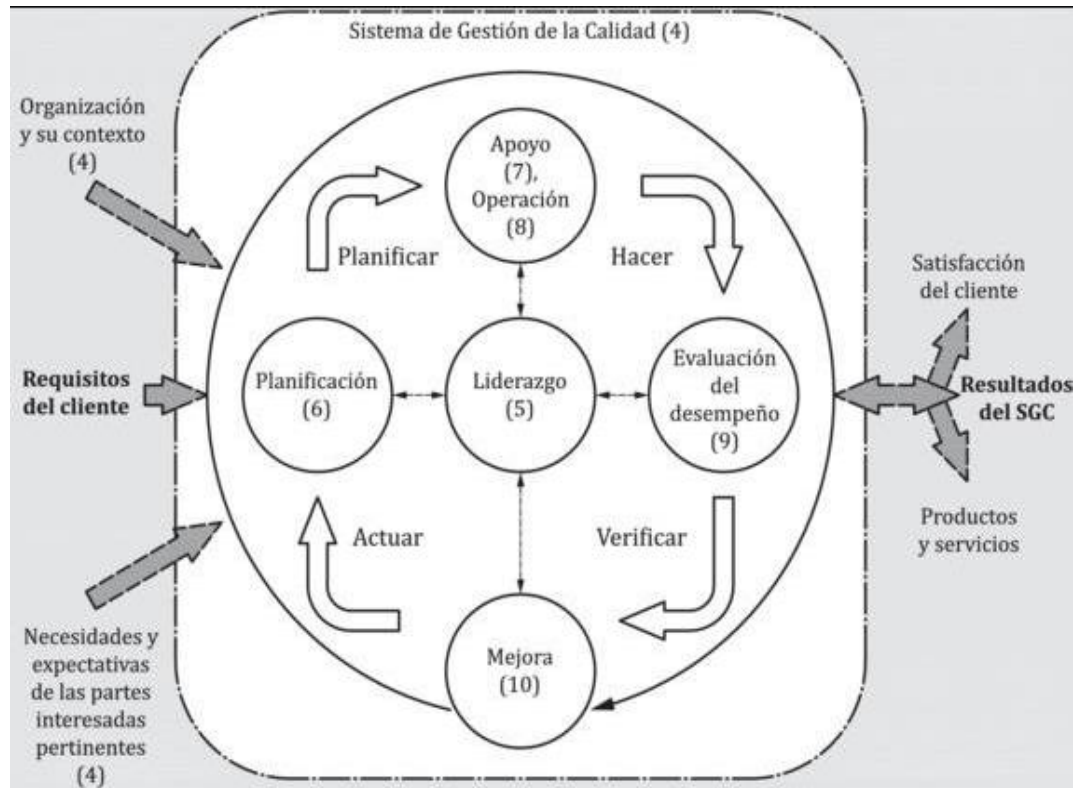 Sistema de Gestión de la Calidad (4)
Organización
y su contexto
(4)
Apoyo
(7),
Operación
(8)
Planificar
Hacer
Satisfacción
del cliente
Requisitos
del cliente
Planificación
(6)
Liderazgo
(5)
Evaluación
del
desempeño
(9)
Resultados
del SGC
Actuar
Verificar
Productos
y servicios
Necesidades y
expectativas
de las partes
interesadas
pertinentes
(4)
Mejora
(10)